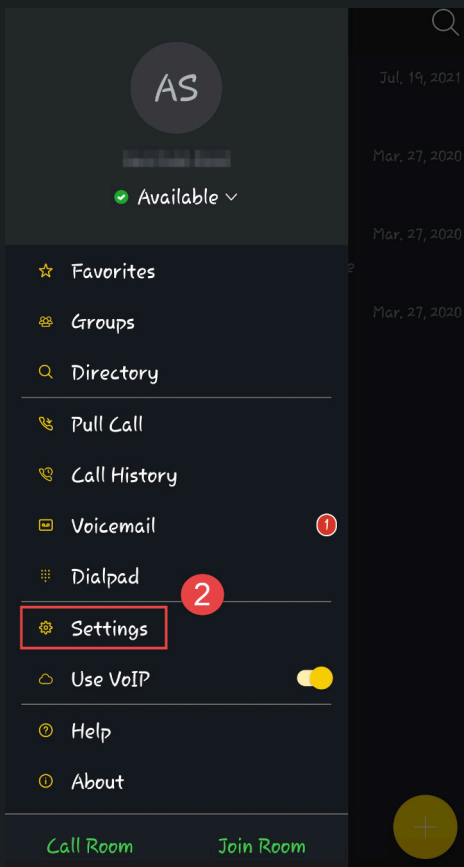 AS
Available
Favorites
Groups
Directory
Pull Call
Call History
Voicemail 1
Dialpad
2
Settings
Use VoIP
Help
About
Call Room Join Room
Jul. 19, 2021
Mar. 27, 2020
Mar. 27, 2020
e
Mar. 27, 2020